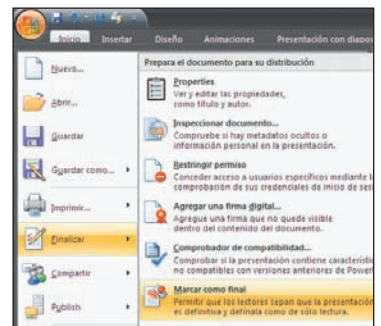 Inicio Insertar Diseño Animaciones Presentación con diapos
Nuevo...
Abrir...
Guardar
Guardar como...
Imprimir...
Finalizar
Compartir
Publish
Prepara el documento para su distribución
Properties
Ver y editar las propiedades,
como título y autor.
Inspeccionar documento...
Compruebe si hay metadatos ocultos o
información personal en la presentación.
Restringir permiso
Conceder acceso a usuarios específicos mediante l
comprobación de sus credenciales de inicio de ses
Agregar una firma digital...
Agregue una firma que no quede visible
dentro del contenido del documento.
Comprobador de compatibilidad...
Comprobar si la presentación contiene característic
no compatibles con versiones anteriores de PowerP
Marcar como final
Permitir que los lectores sepan que la presentación
es definitiva y defínala como de sólo lectura.